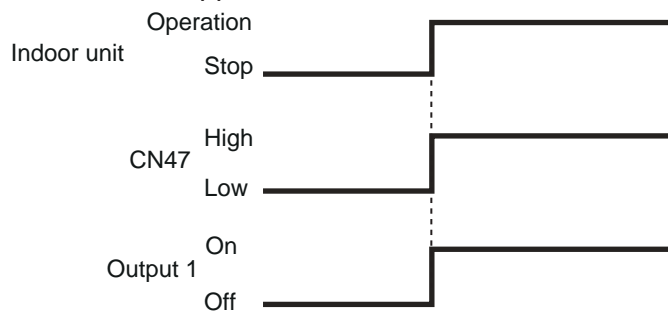 Operation
Indoor unit
Stop
High
CN47
Low
On
Output 1
Off